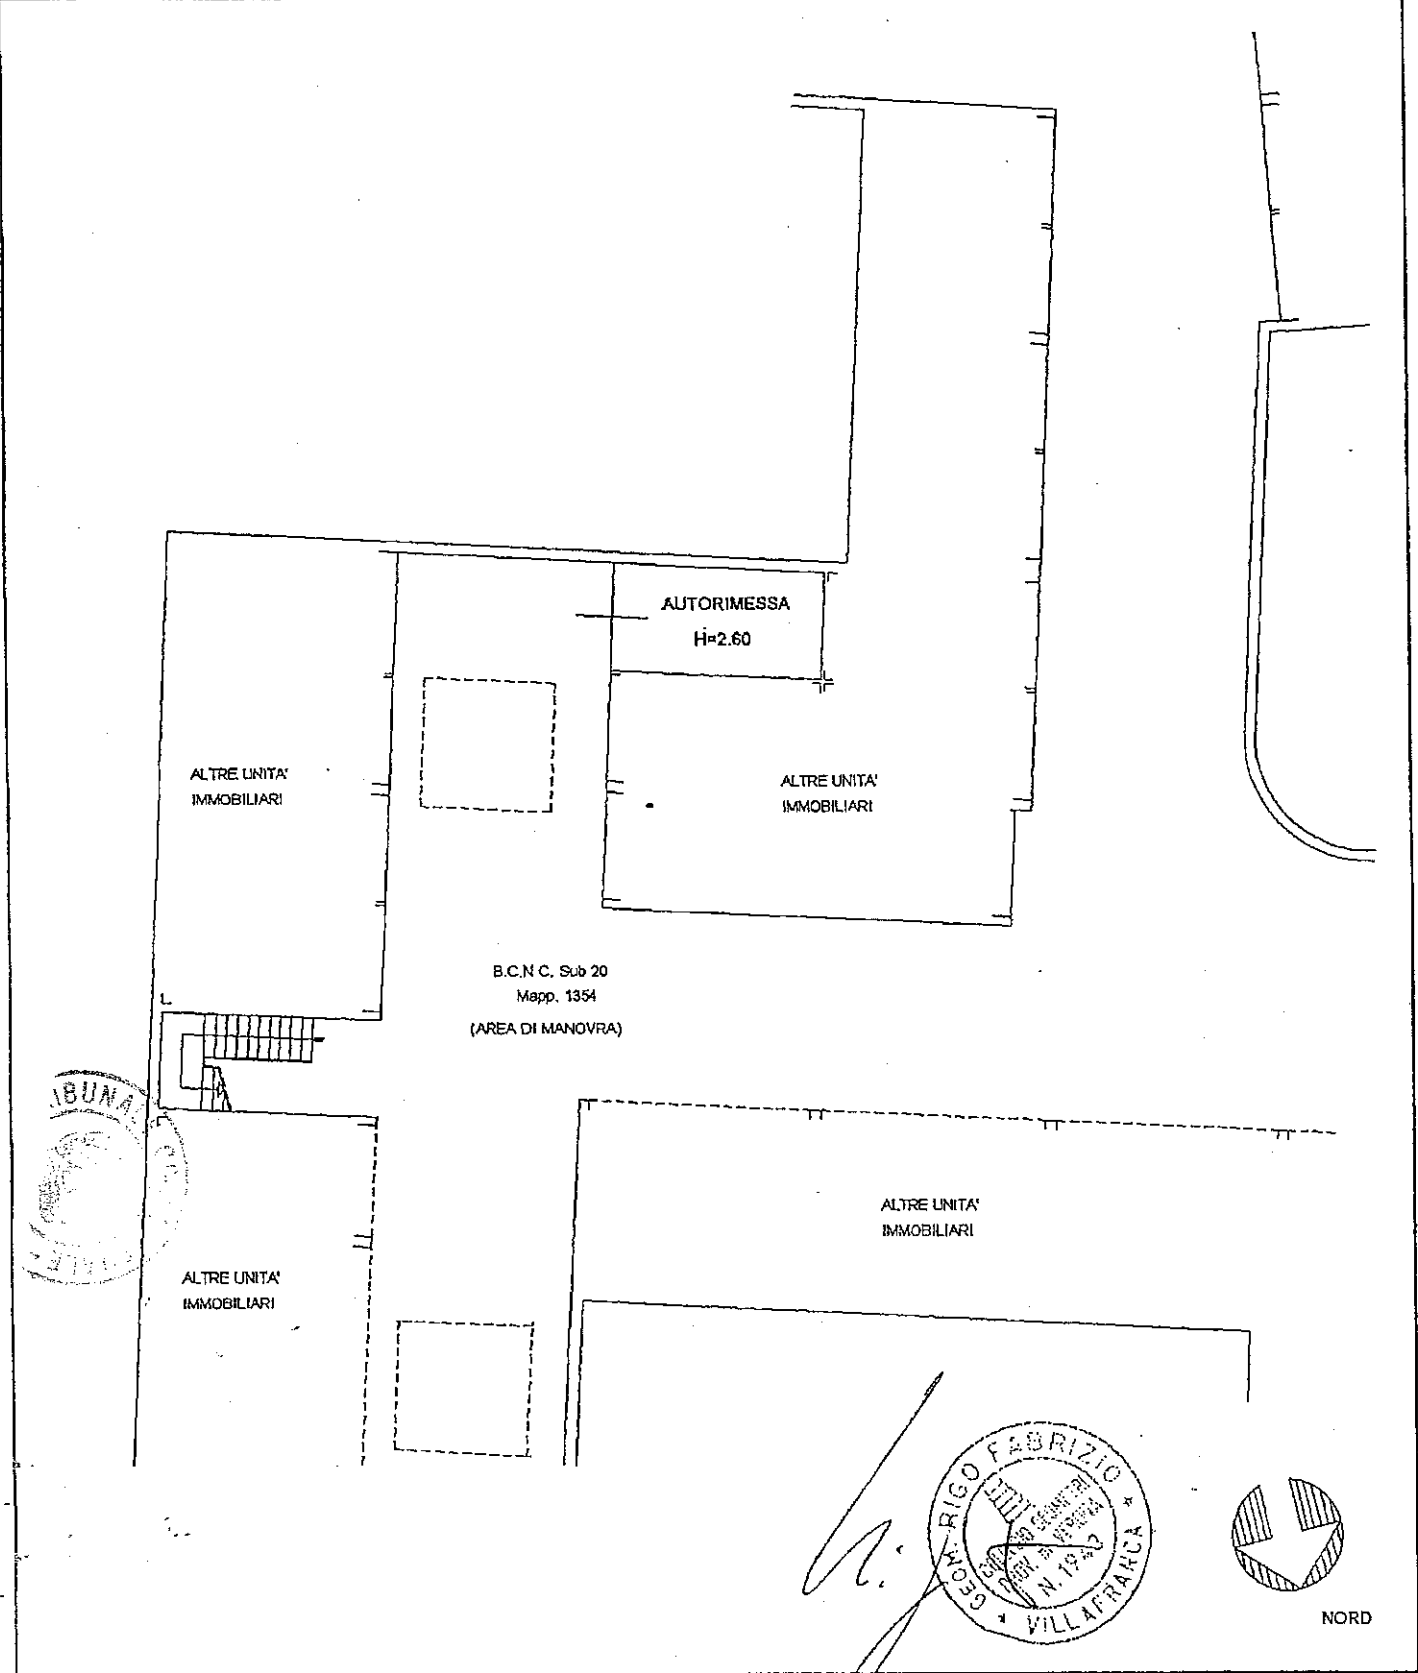 AUTORIMESSA
H=2.60
ALTRE UNITA'
IMMOBILIARI
ALTRE UNITA'
IMMOBILIARI
B.C.N C. Sub 20
Mapp. 1354
(AREA DI MANOVRA)
ALTRE UNITA'
IMMOBILIARI
ALTRE UNITA'
IMMOBILIARI
GEOM. RIGO FABRIZIO
VILLAFRANCA
NORD